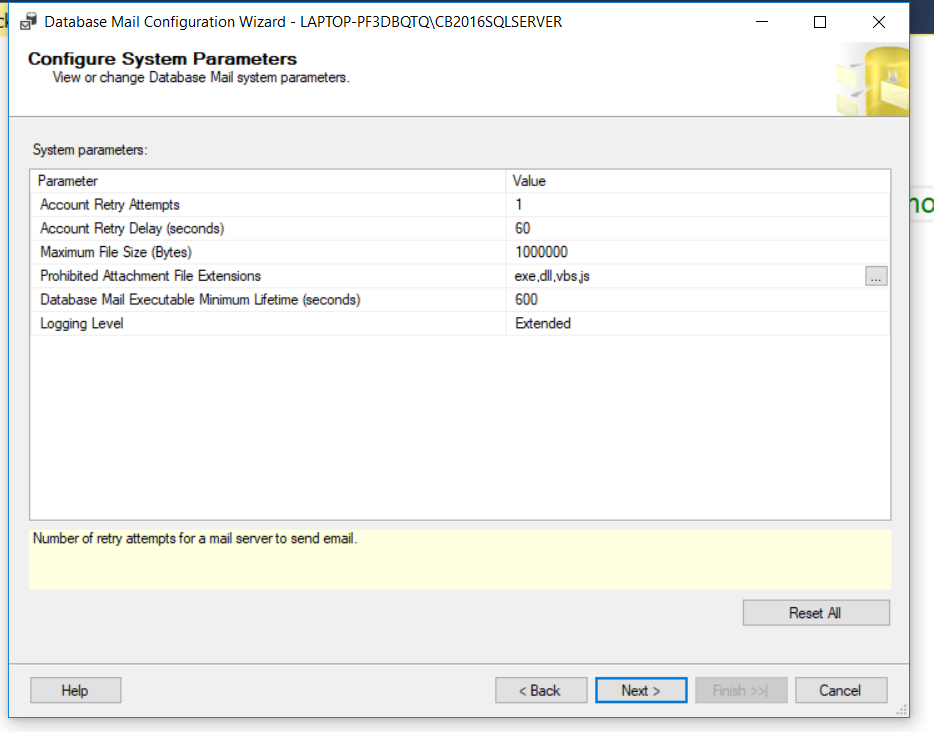 Database Mail Configuration Wizard - LAPTOP-PF3DBQTQ\CB2016SQLSERVER
Configure System Parameters
View or change Database Mail system parameters.
System parameters:
Parameter Value
Account Retry Attempts 1
Account Retry Delay (seconds) 60
Maximum File Size (Bytes) 1000000
Prohibited Attachment File Extensions exe,dll,vbs,js ...
Database Mail Executable Minimum Lifetime (seconds) 600
Logging Level Extended
Number of retry attempts for a mail server to send email.
Reset All
Help < Back Next > Finish >>| Cancel